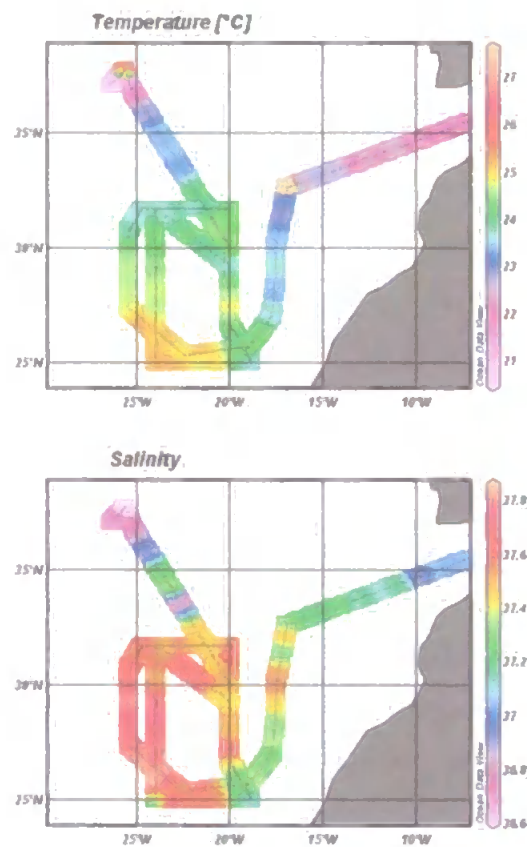 Temperature [°C]
35°N
30°N
25°N
25°W
20°W
15°W
10°W
27
26
25
24
23
22
21
Ocean Data View
Salinity
35°N
30°N
25°N
25°W
20°W
15°W
10°W
37.8
37.6
37.4
37.2
37
36.8
36.6
Ocean Data View